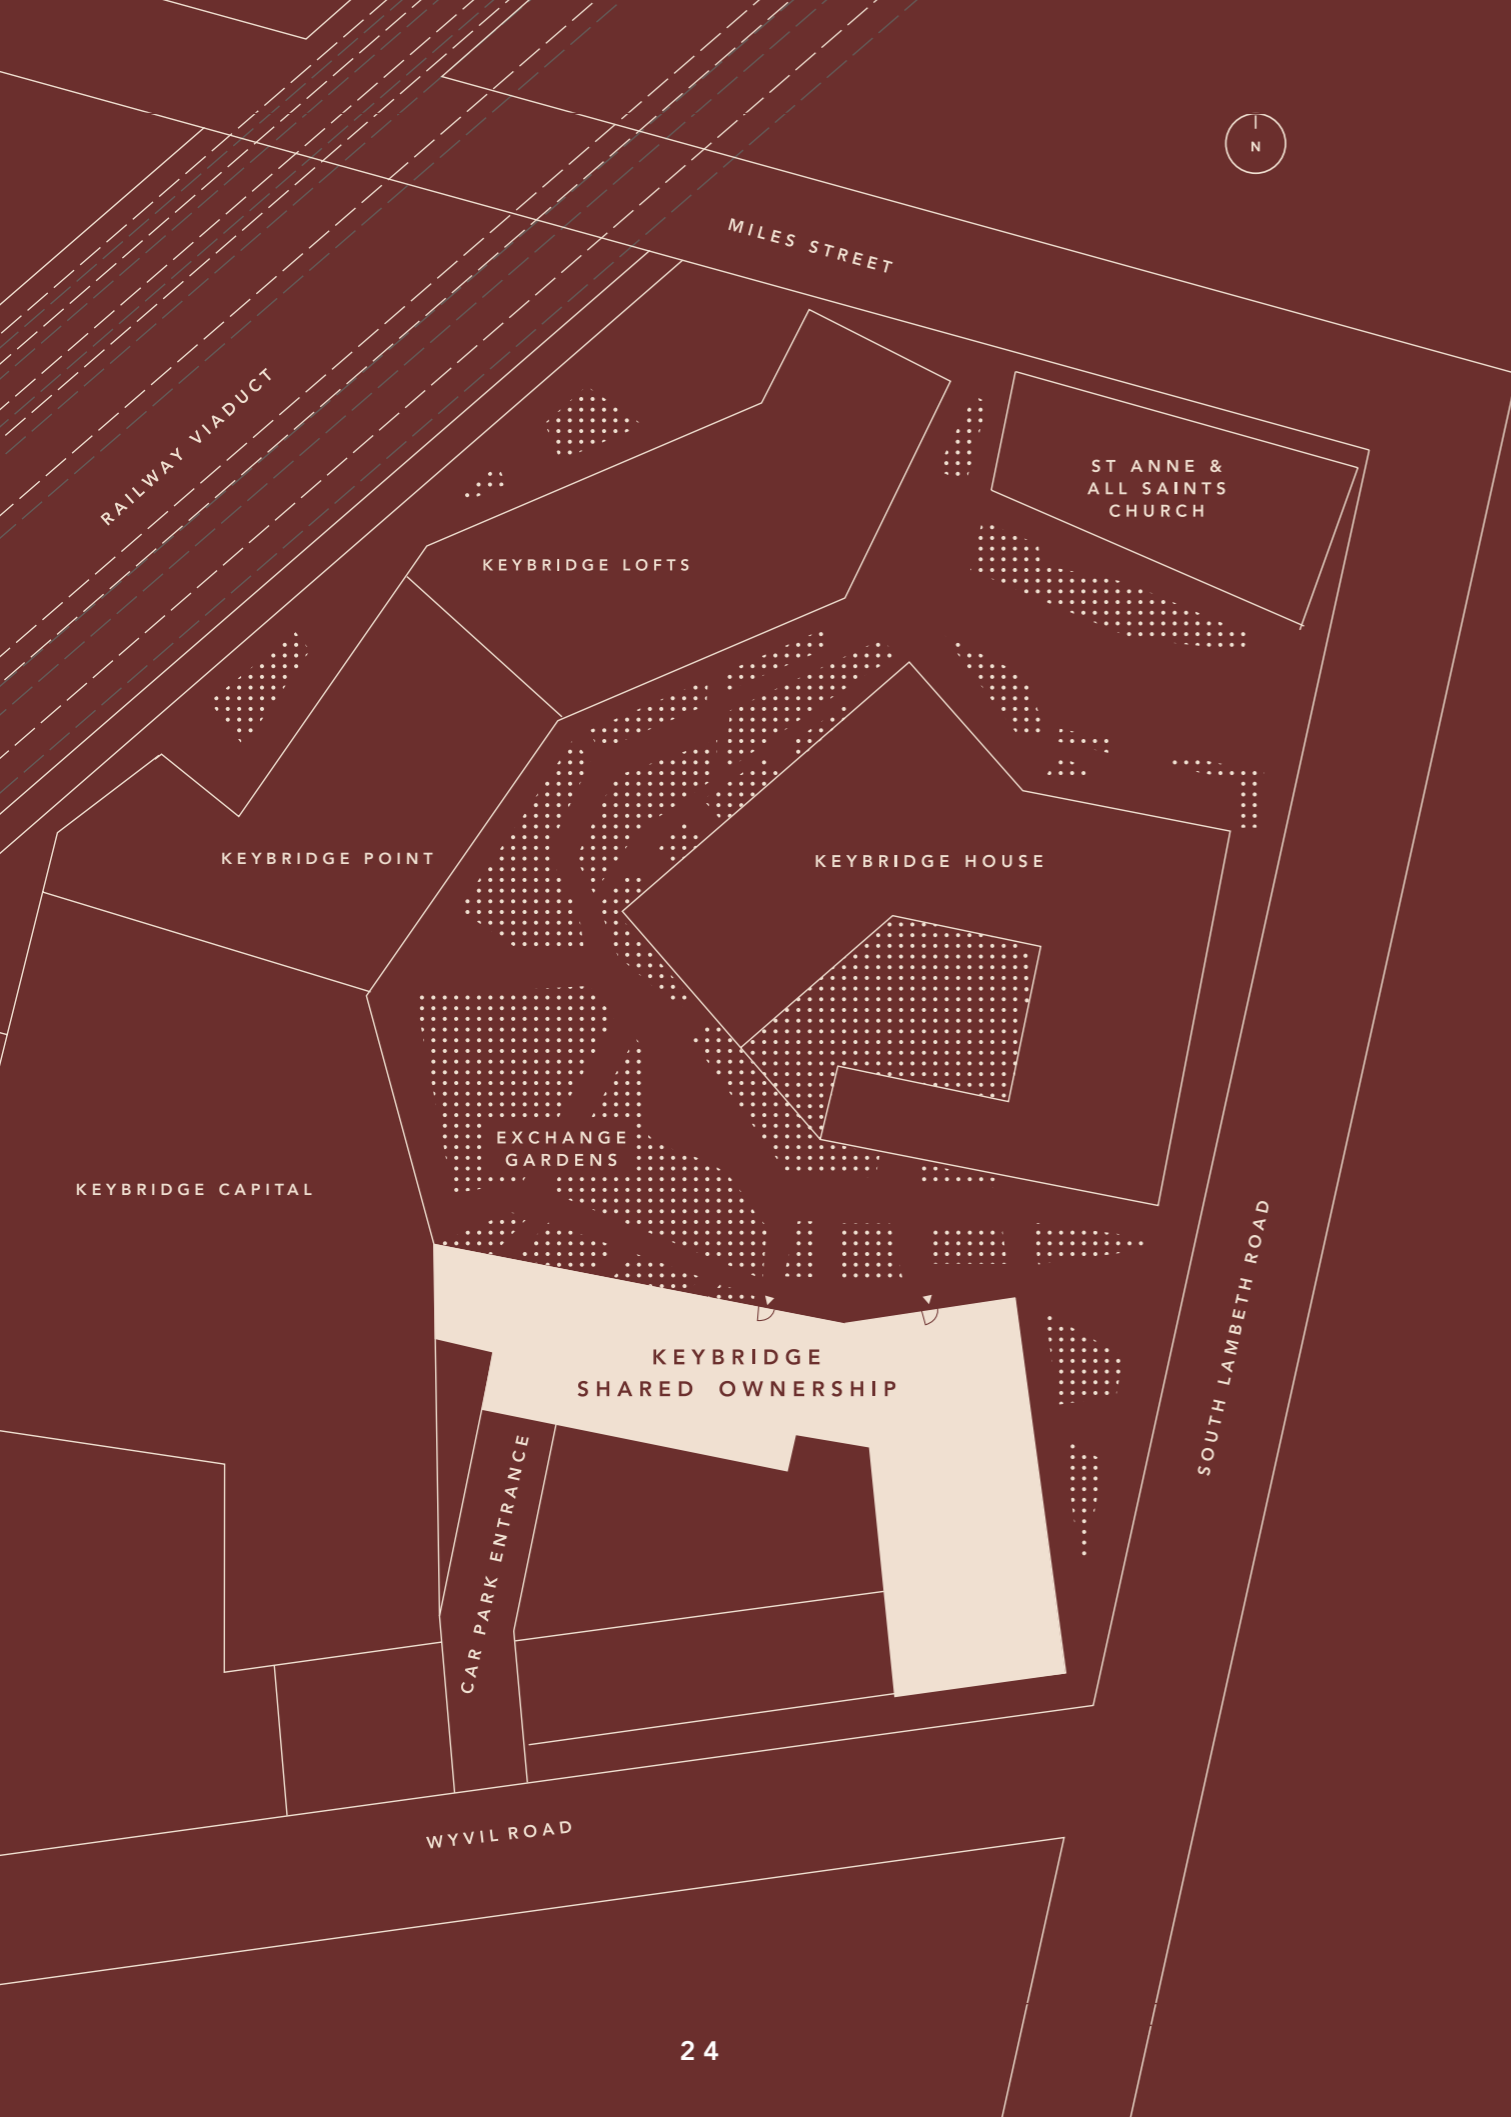 N
MILES STREET
RAILWAY VIADUCT
ST ANNE &
ALL SAINTS
CHURCH
KEYBRIDGE LOFTS
KEYBRIDGE POINT
KEYBRIDGE HOUSE
EXCHANGE
GARDENS
KEYBRIDGE CAPITAL
SOUTH LAMBETH ROAD
KEYBRIDGE
SHARED OWNERSHIP
CAR PARK ENTRANCE
WYVIL ROAD
24